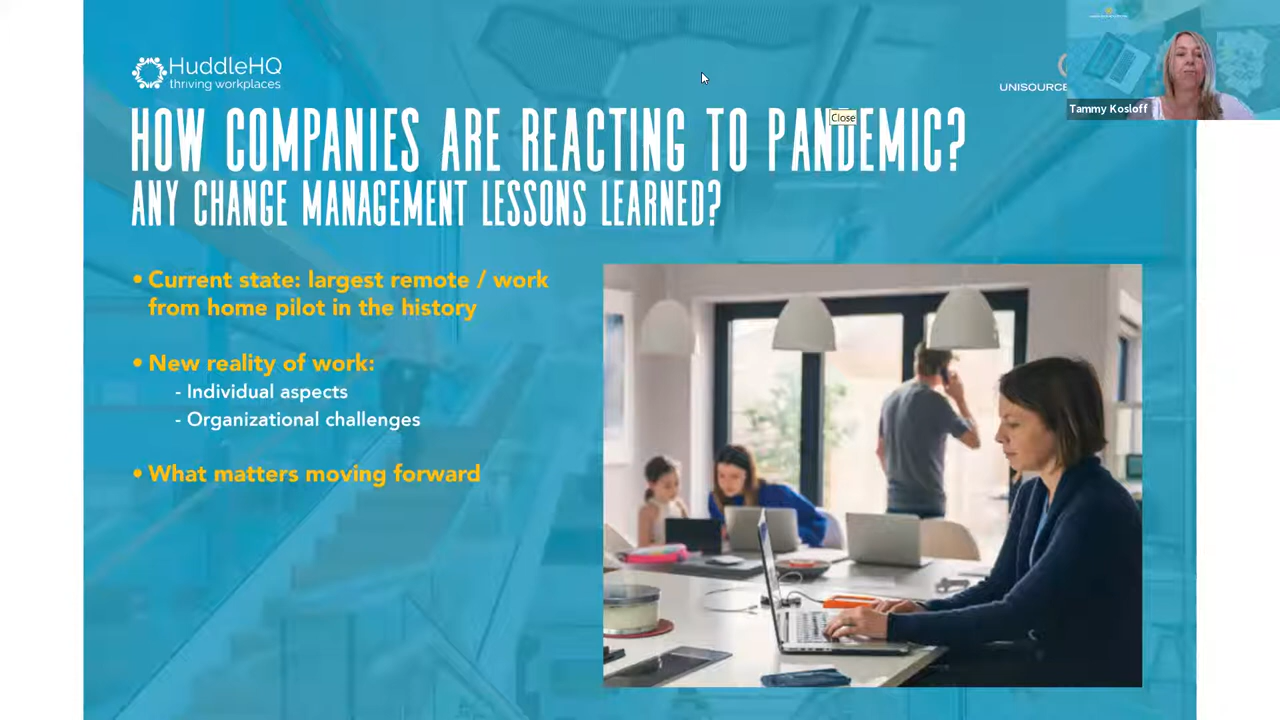 HuddleHQ
thriving workplaces
UNISOURCE
Tammy Kosloff
HOW COMPANIES ARE REACTING TO PANDEMIC?
Close
ANY CHANGE MANAGEMENT LESSONS LEARNED?
• Current state: largest remote / work
from home pilot in the history
• New reality of work:
- Individual aspects
- Organizational challenges
• What matters moving forward